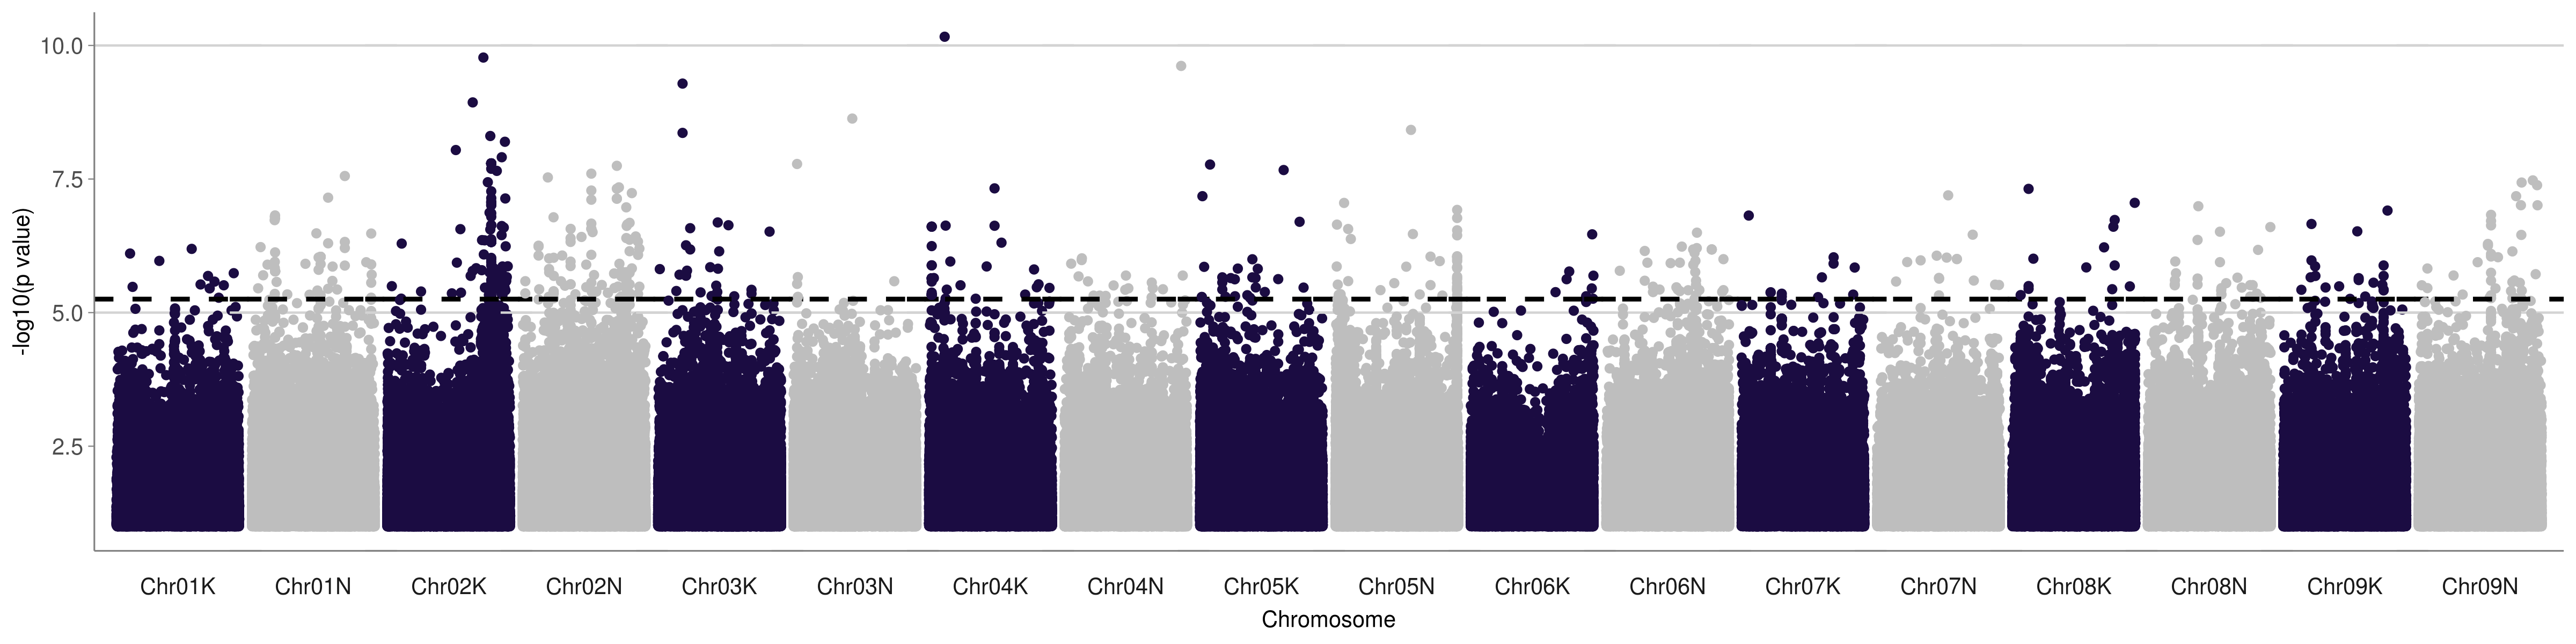 -log10(p value)
10.0
7.5
5.0
2.5
Chr01K Chr01N Chr02K Chr02N Chr03K Chr03N Chr04K Chr04N Chr05K Chr05N Chr06K Chr06N Chr07K Chr07N Chr08K Chr08N Chr09K Chr09N
Chromosome